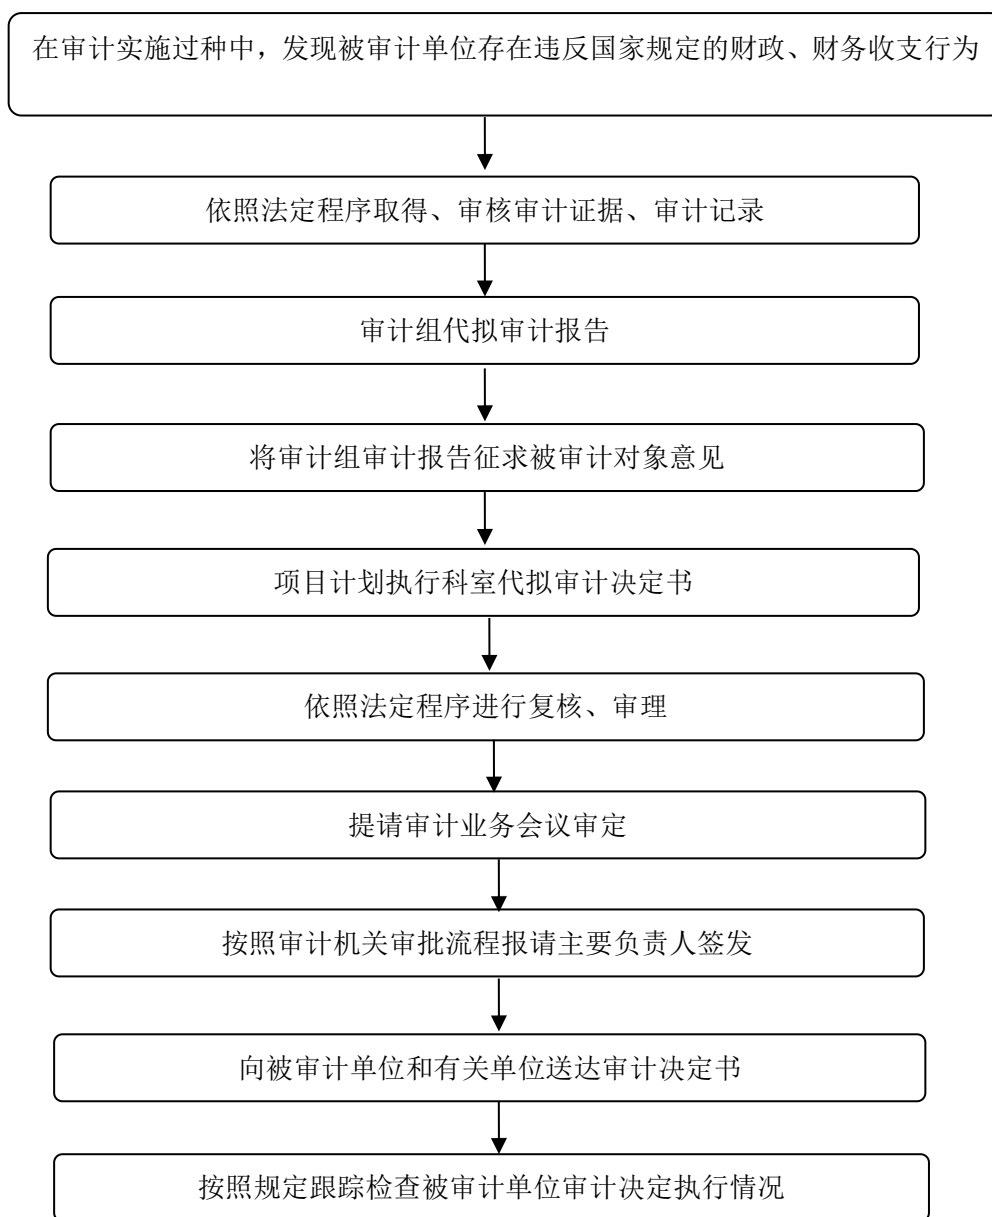 在审计实施过种中，发现被审计单位存在违反国家规定的财政、财务收支行为
依照法定程序取得、审核审计证据、审计记录
审计组代拟审计报告
将审计组审计报告征求被审计对象意见
项目计划执行科室代拟审计决定书
依照法定程序进行复核、审理
提请审计业务会议审定
按照审计机关审批流程报请主要负责人签发
向被审计单位和有关单位送达审计决定书
按照规定跟踪检查被审计单位审计决定执行情况